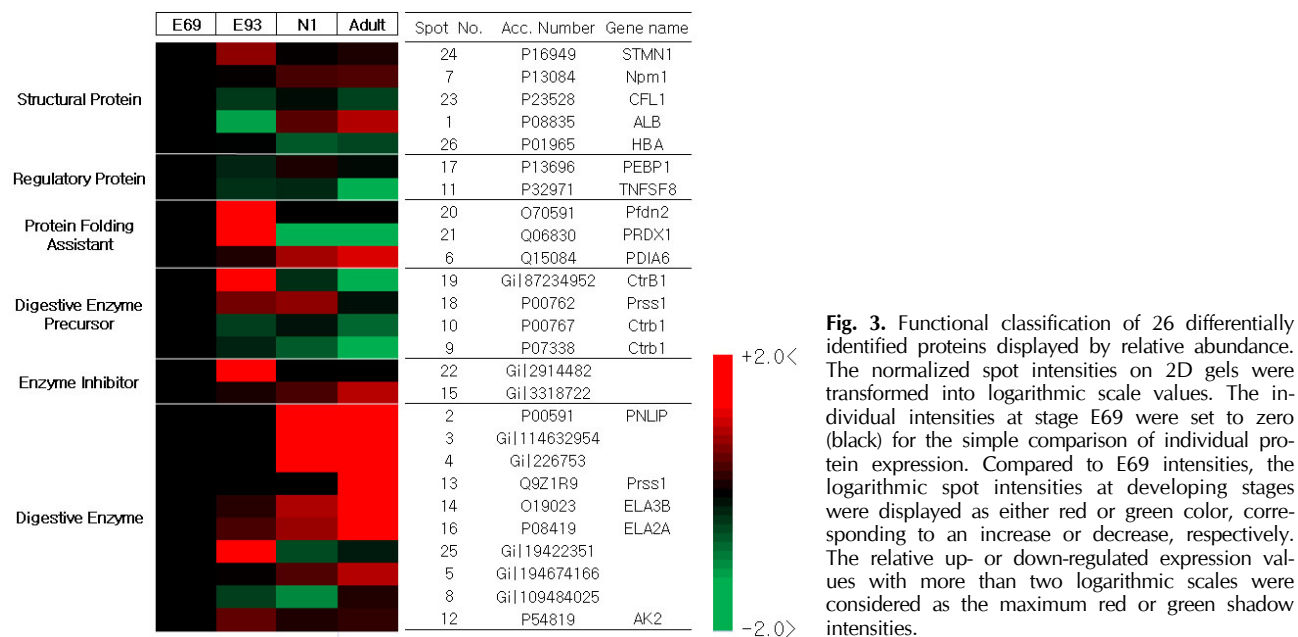 E69 E93 N1 Adult Spot No. Acc. Number Gene name
Structural Protein
24 P16949 STMN1
7 P13084 Npm1
23 P23528 CFL1
1 P08835 ALB
26 P01965 HBA
Regulatory Protein
17 P13696 PEBP1
11 P32971 TNFSF8
Protein Folding
Assistant
20 O70591 Pfdn2
21 Q06830 PRDX1
6 Q15084 PDIA6
Digestive Enzyme
Precursor
19 Gi|87234952 CtrB1
18 P00762 Prss1
10 P00767 Ctrb1
9 P07338 Ctrb1
Enzyme Inhibitor
22 Gi|2914482
15 Gi|3318722
Digestive Enzyme
2 P00591 PNLIP
3 Gi|114632954
4 Gi|226753
13 Q9Z1R9 Prss1
14 O19023 ELA3B
16 P08419 ELA2A
25 Gi|19422351
5 Gi|194674166
8 Gi|109484025
12 P54819 AK2
+2.0<
-2.0>
Fig. 3. Functional classification of 26 differentially
identified proteins displayed by relative abundance.
The normalized spot intensities on 2D gels were
transformed into logarithmic scale values. The in-
dividual intensities at stage E69 were set to zero
(black) for the simple comparison of individual pro-
tein expression. Compared to E69 intensities, the
logarithmic spot intensities at developing stages
were displayed as either red or green color, corre-
sponding to an increase or decrease, respectively.
The relative up- or down-regulated expression val-
ues with more than two logarithmic scales were
considered as the maximum red or green shadow
intensities.